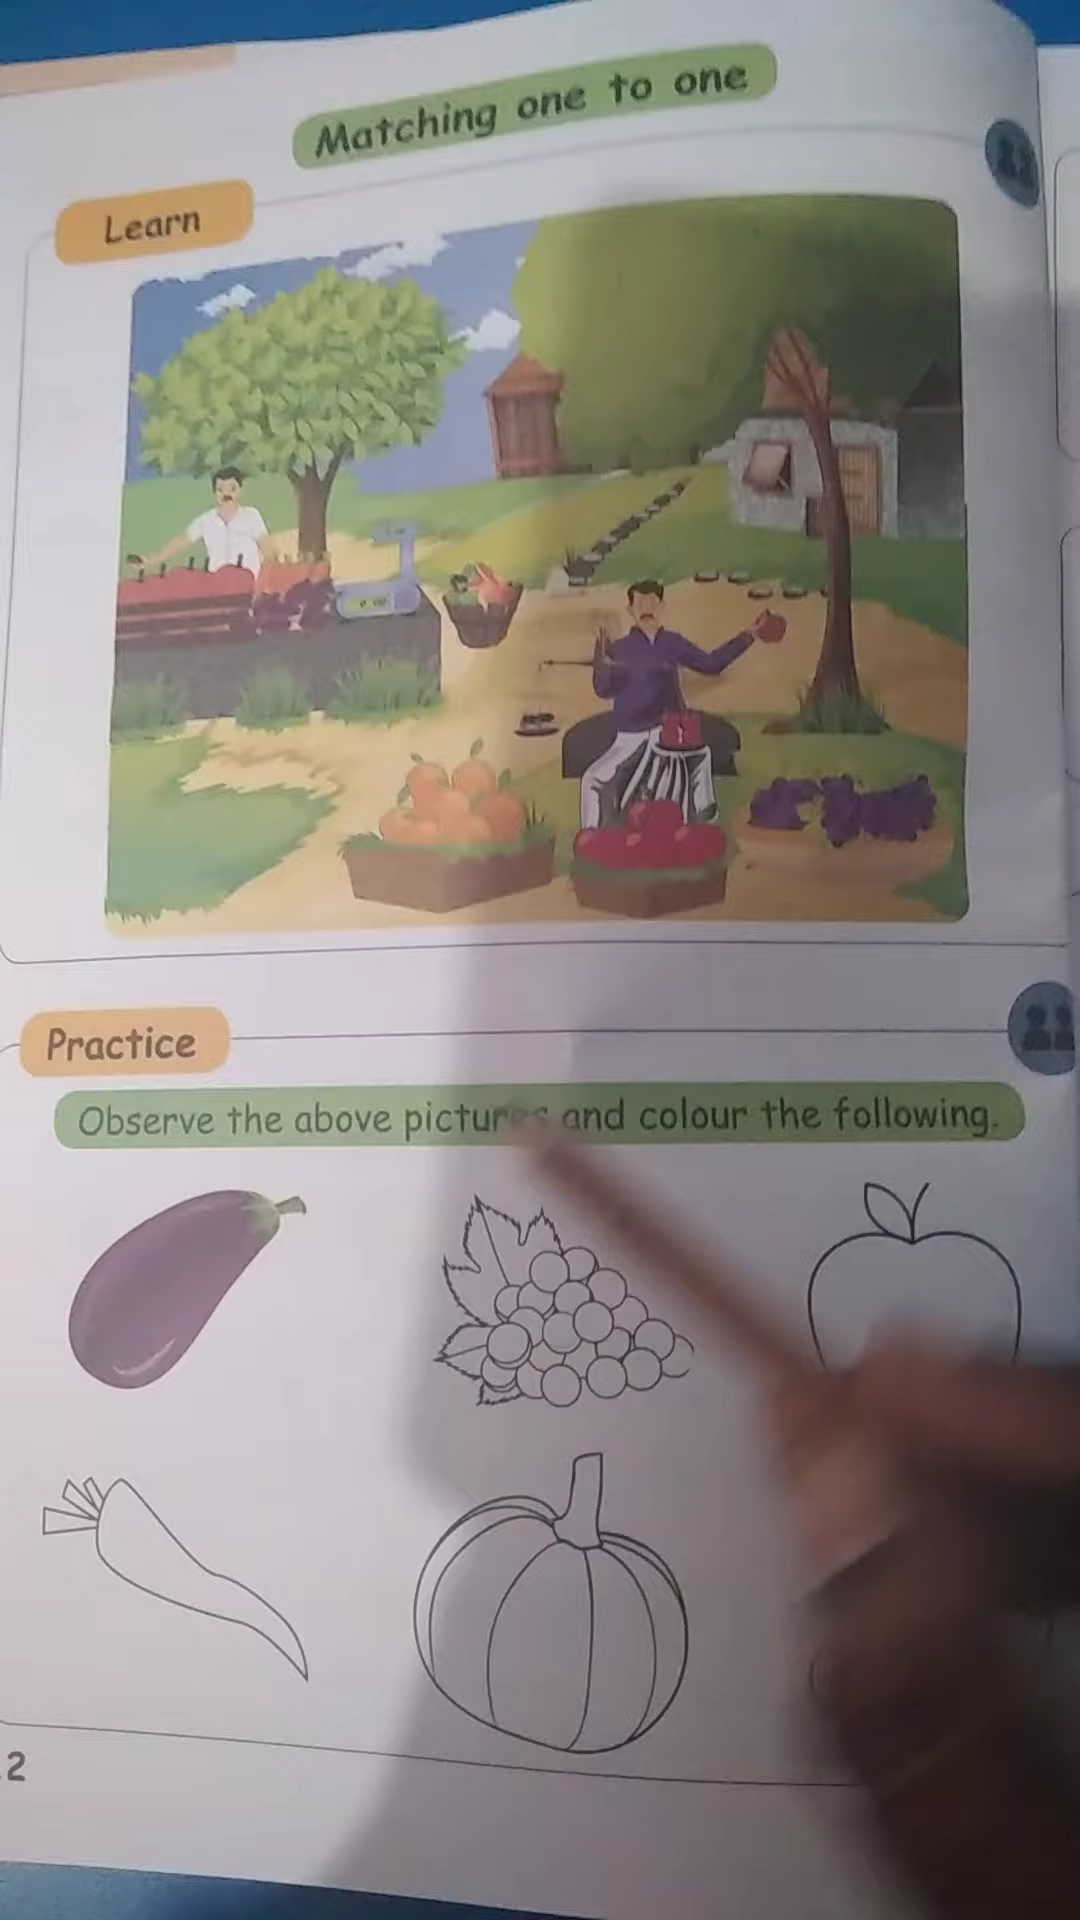 Matching one to one
Learn
Practice
Observe the above pictures and colour the following.
2